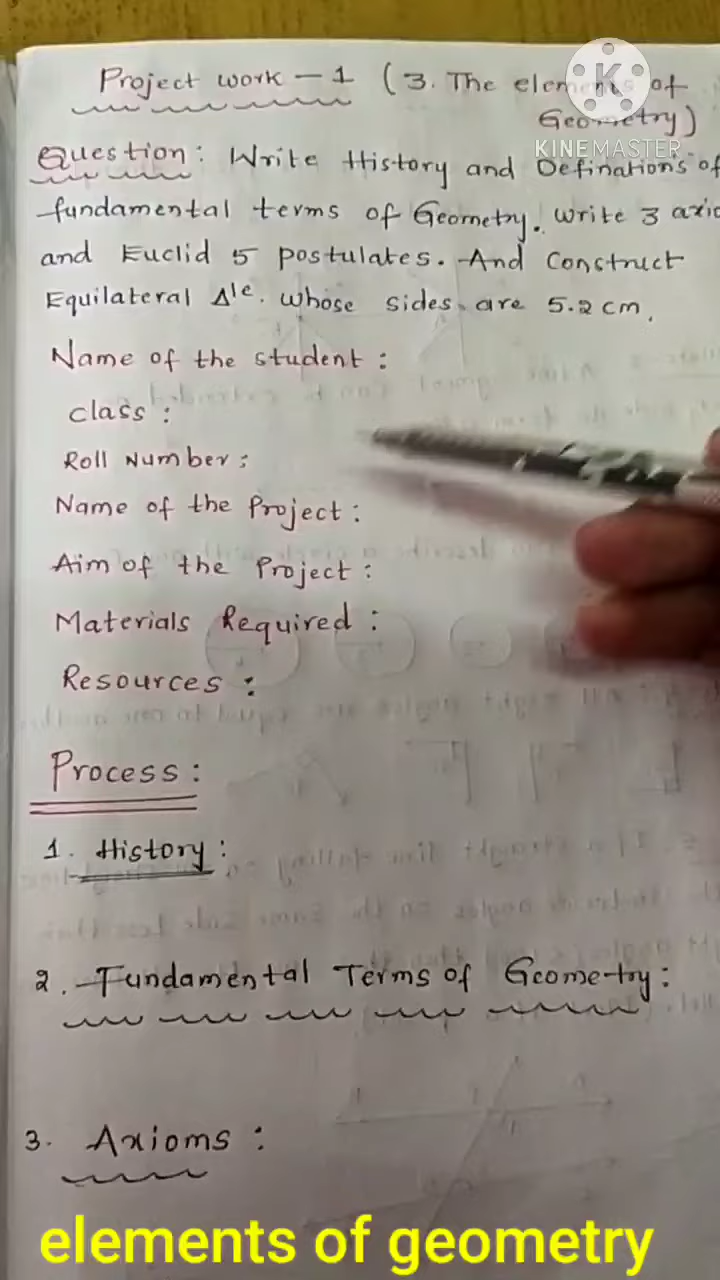 Project work - 1 (3. The elements of
Geometry)
KINEMASTER
Question: Write History and Definations of
fundamental terms of Geometry. Write 3 axio
and Euclid 5 postulates. And Construct
Equilateral Δle. whose sides are 5.2 cm.
Name of the student :
Class :
Roll Number :
Name of the Project :
Aim of the Project :
Materials Required :
Resources :
Process :
1. History :
2. Fundamental Terms of Geometry :
3. Axioms :
elements of geometry